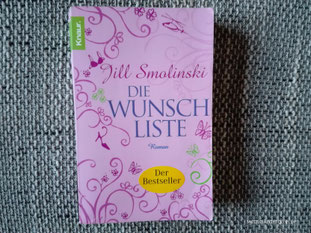 Knaur
Jill Smolinski
DIE
WUNSCH
LISTE
Roman
Der
Bestseller